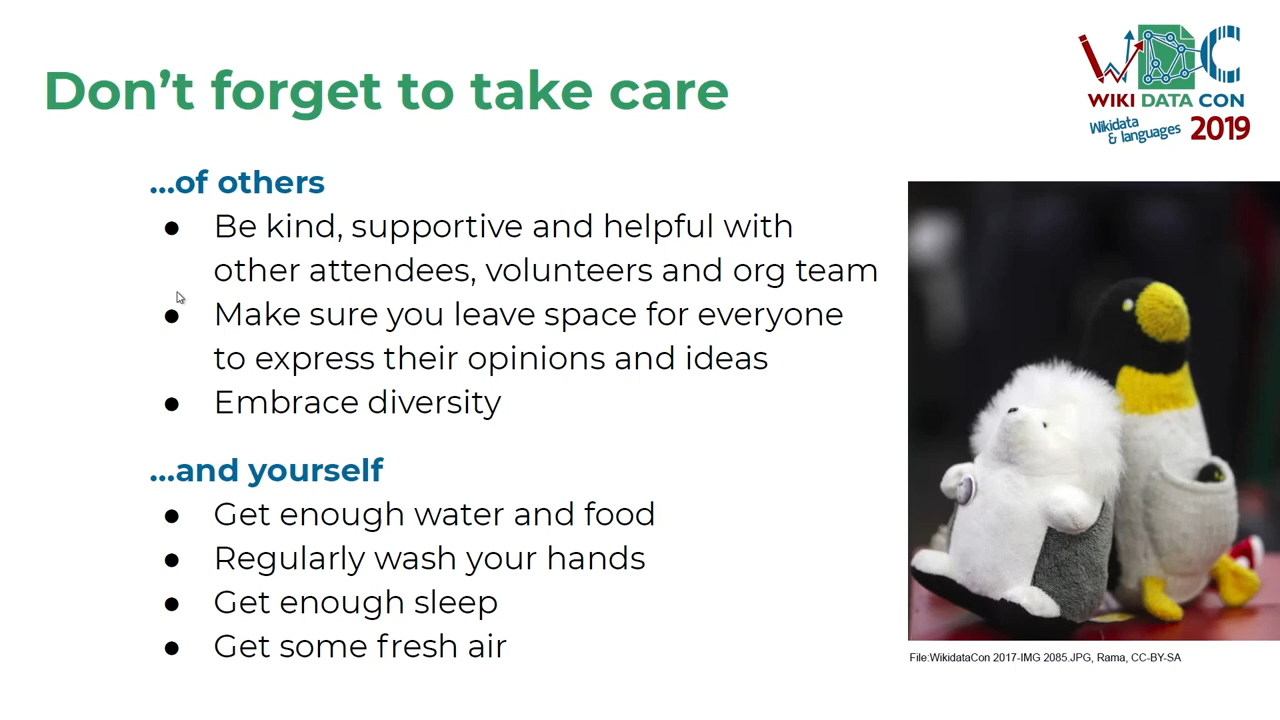 Don’t forget to take care
WIKI DATA CON
Wikidata
& languages
2019
...of others
● Be kind, supportive and helpful with
other attendees, volunteers and org team
● Make sure you leave space for everyone
to express their opinions and ideas
● Embrace diversity
...and yourself
● Get enough water and food
● Regularly wash your hands
● Get enough sleep
● Get some fresh air
File:WikidataCon 2017-IMG 2085.JPG, Rama, CC-BY-SA